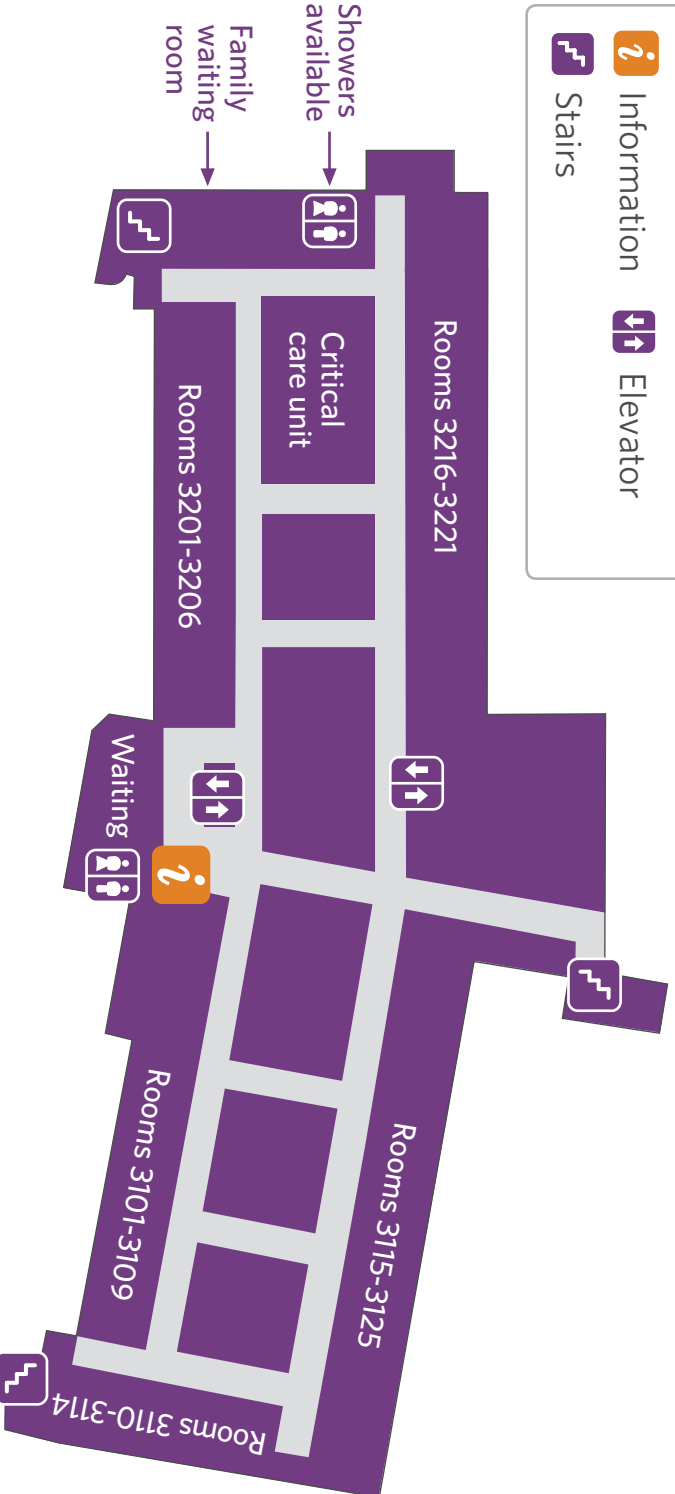 Information
Elevator
Stairs
Showers
available
Family
waiting
room
Rooms 3216-3221
Critical
care unit
Rooms 3201-3206
Waiting
i
Rooms 3115-3125
Rooms 3101-3109
Rooms 3110-3114